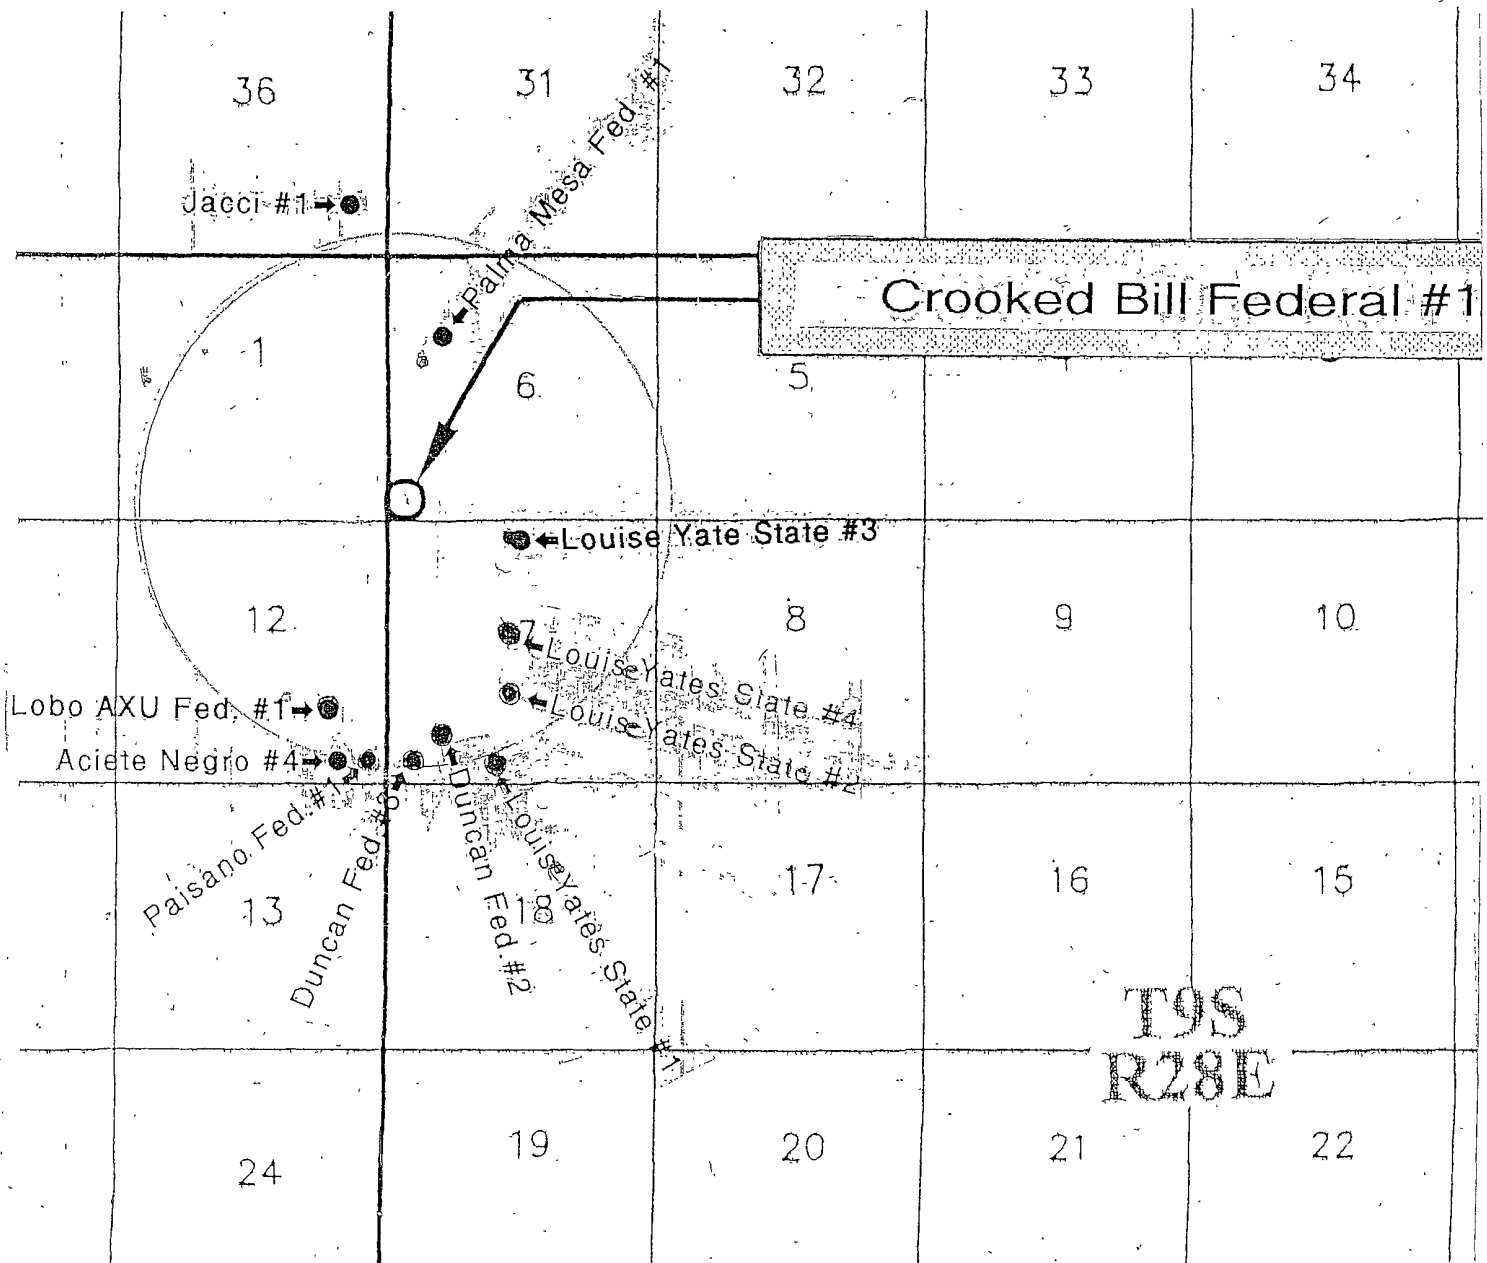 36
31
32
33
34
Palma Mesa Fed. #1
Jacci #1
Crooked Bill Federal #1
1
6
5
Louise Yate State #3
12
7
8
9
10
Louise Yates State #4
Lobo AXU Fed. #1
Louise Yates State #2
Aciete Negro #4
Paisano Fed. #1
Duncan Fed. #3
Duncan Fed. #2
Louise Yates State #1
13
18
17
16
15
T9S
R28E
24
19
20
21
22